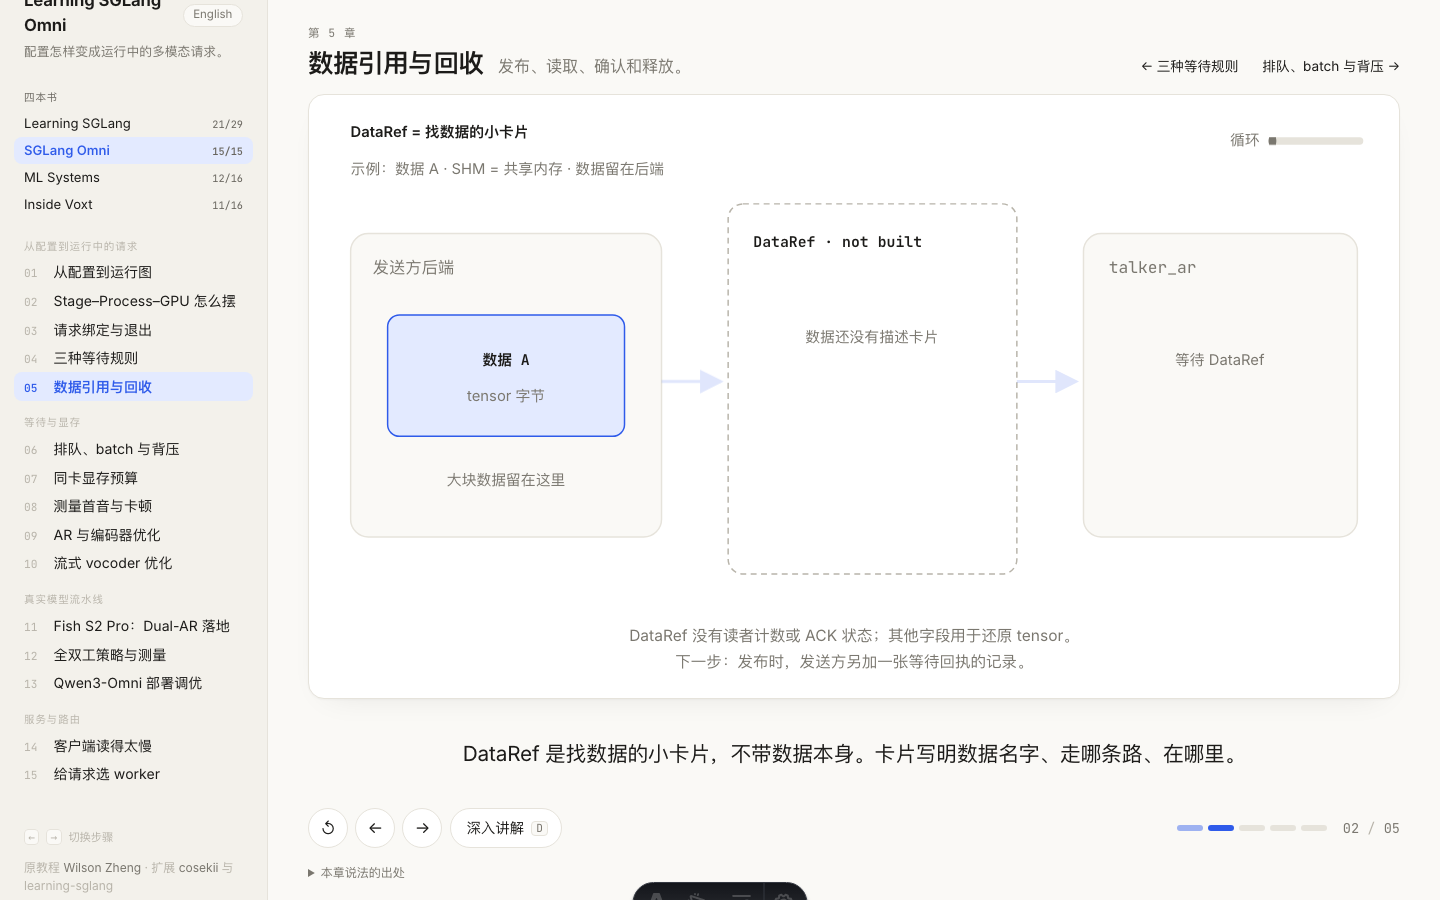 Learning SGLang
Omni
English
配置怎样变成运行中的多模态请求。
四本书
Learning SGLang 21/29
SGLang Omni 15/15
ML Systems 12/16
Inside Voxt 11/16
从配置到运行中的请求
01 从配置到运行图
02 Stage–Process–GPU 怎么摆
03 请求绑定与退出
04 三种等待规则
05 数据引用与回收
等待与显存
06 排队、batch 与背压
07 同卡显存预算
08 测量首音与卡顿
09 AR 与编码器优化
10 流式 vocoder 优化
真实模型流水线
11 Fish S2 Pro：Dual-AR 落地
12 全双工策略与测量
13 Qwen3-Omni 部署调优
服务与路由
14 客户端读得太慢
15 给请求选 worker
← → 切换步骤
原教程 Wilson Zheng · 扩展 cosekii 与
learning-sglang
第 5 章
数据引用与回收 发布、读取、确认和释放。
← 三种等待规则 排队、batch 与背压 →
DataRef = 找数据的小卡片
循环
示例：数据 A · SHM = 共享内存 · 数据留在后端
发送方后端
数据 A
tensor 字节
大块数据留在这里
DataRef · not built
数据还没有描述卡片
talker_ar
等待 DataRef
DataRef 没有读者计数或 ACK 状态；其他字段用于还原 tensor。
下一步：发布时，发送方另加一张等待回执的记录。
DataRef 是找数据的小卡片，不带数据本身。卡片写明数据名字、走哪条路、在哪里。
深入讲解 D
02 / 05
本章说法的出处